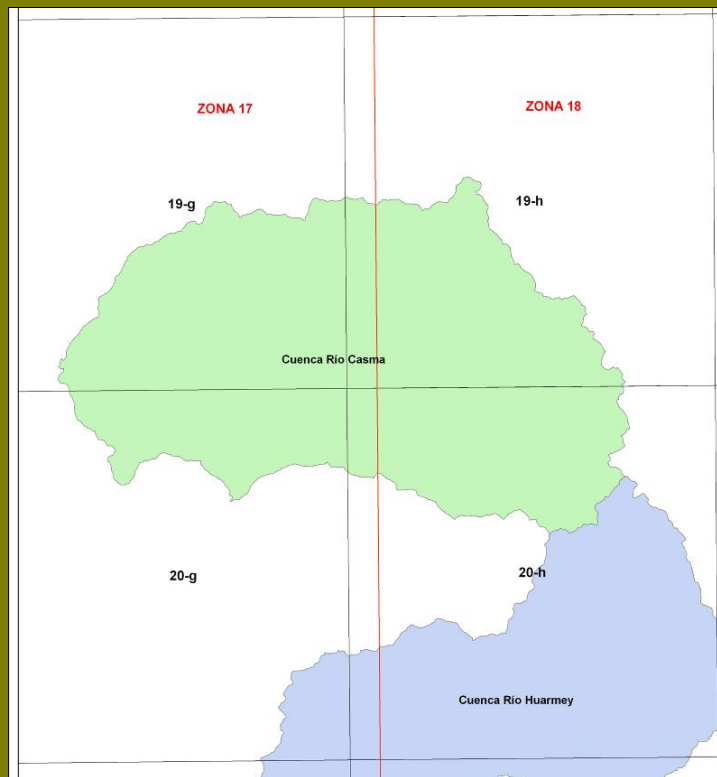 ZONA 17
ZONA 18
19-g
19-h
Cuenca Río Casma
20-g
20-h
Cuenca Río Huarmey